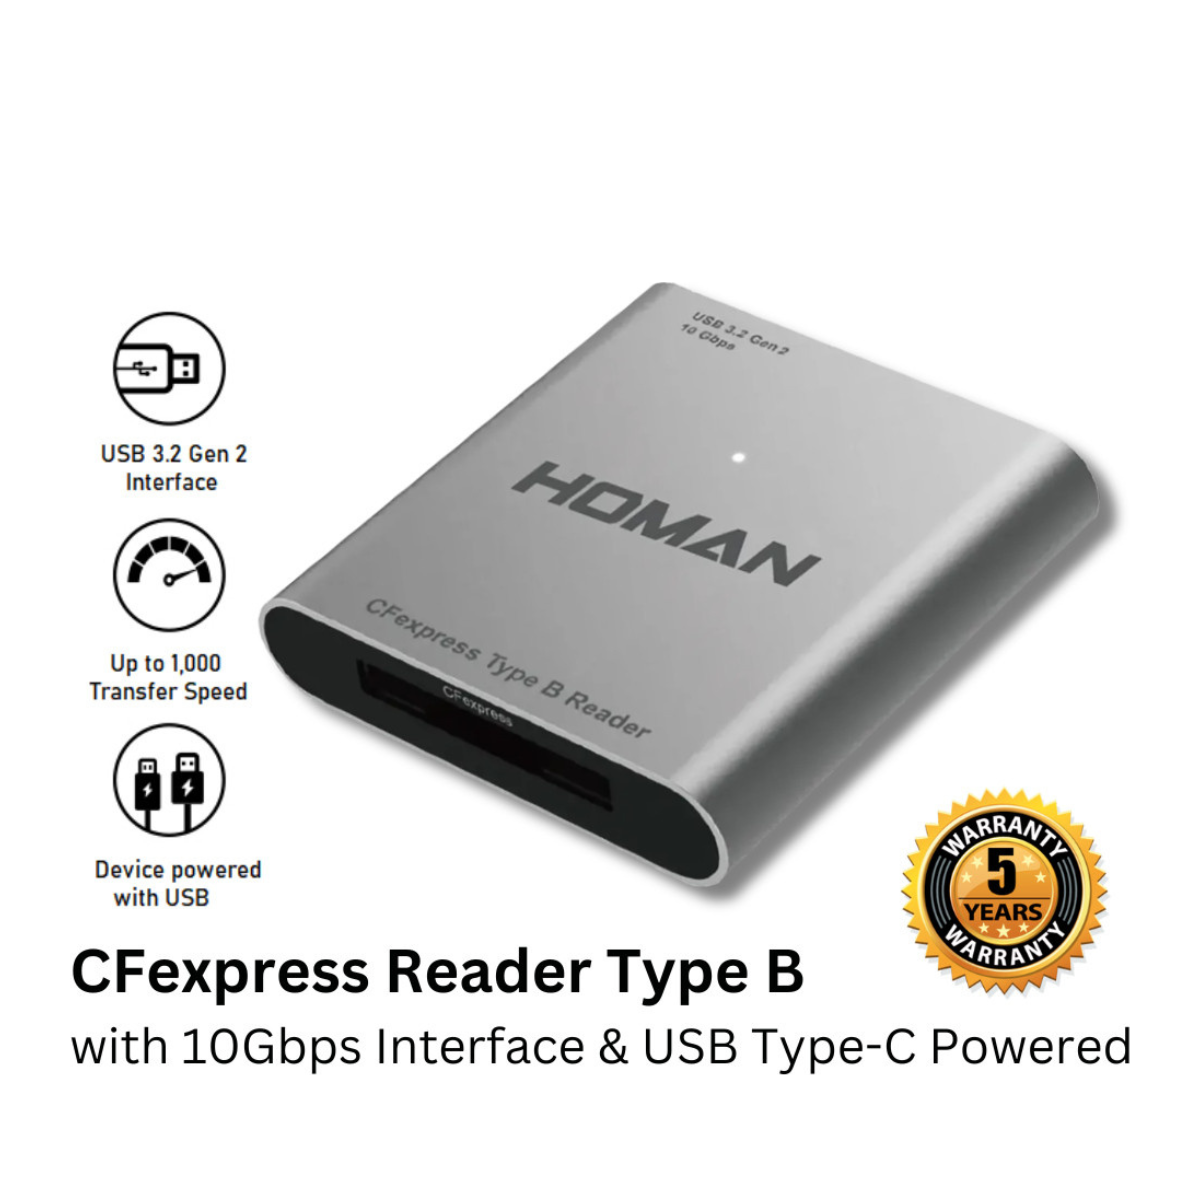 USB 3.2 Gen 2
10 Gbps
HOMAN
CFexpress Type B Reader
CFexpress
USB 3.2 Gen 2
Interface
Up to 1,000
Transfer Speed
Device powered
with USB
WARRANTY
5
YEARS
WARRANTY
CFexpress Reader Type B
with 10Gbps Interface & USB Type-C Powered